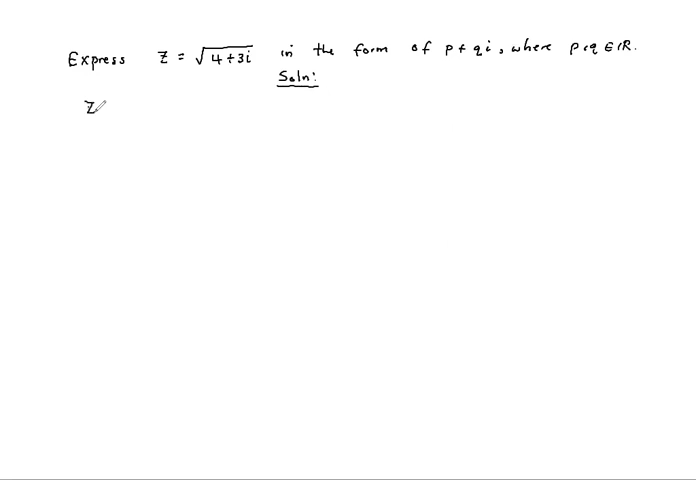 Express Z = √4+3i in the form of p + qi, where p, q ∈ ℝ.
Soln:
Z